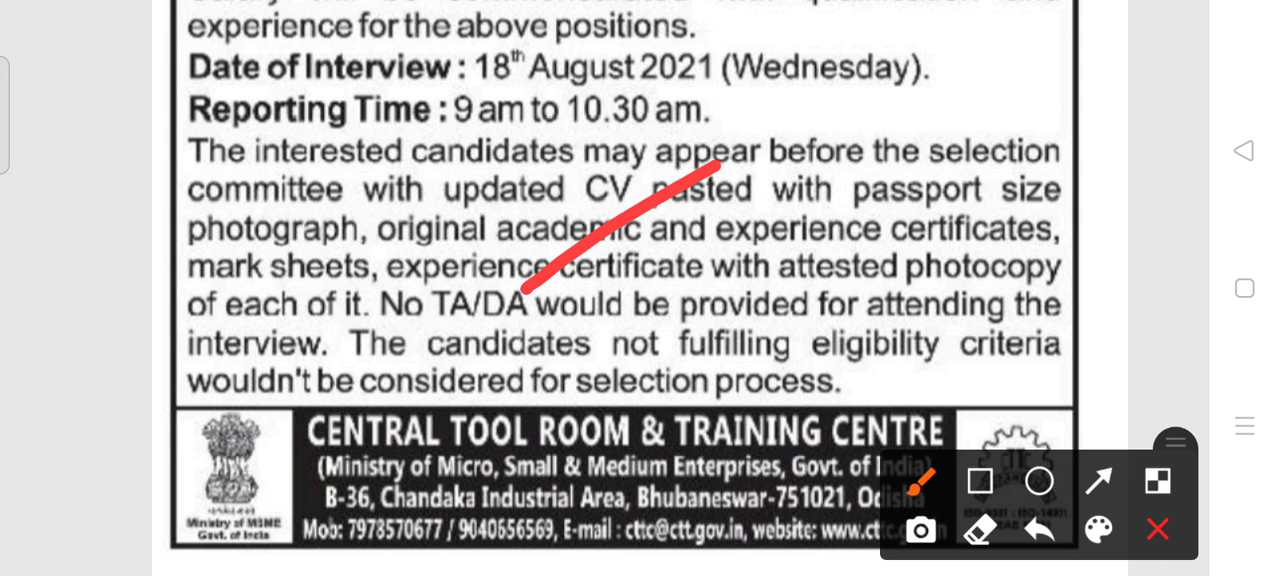 experience for the above positions.
Date of Interview : 18th August 2021 (Wednesday).
Reporting Time : 9 am to 10.30 am.
The interested candidates may appear before the selection
committee with updated CV pasted with passport size
photograph, original academic and experience certificates,
mark sheets, experience certificate with attested photocopy
of each of it. No TA/DA would be provided for attending the
interview. The candidates not fulfilling eligibility criteria
wouldn't be considered for selection process.
CENTRAL TOOL ROOM & TRAINING CENTRE
(Ministry of Micro, Small & Medium Enterprises, Govt. of India)
B-36, Chandaka Industrial Area, Bhubaneswar-751021, Odisha
Mob: 7978570677 / 9040656569, E-mail : cttc@ctt.gov.in, website: www.ct
Ministry of MSME
Govt. of India